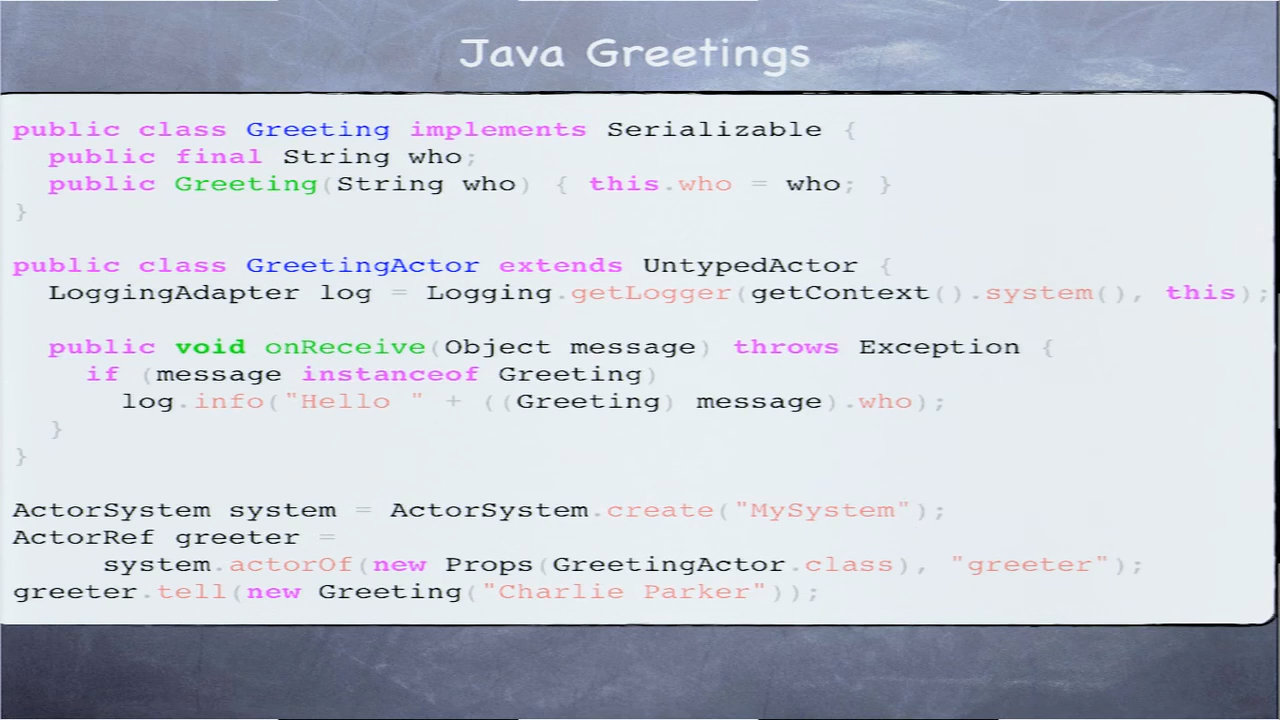 Java Greetings
public class Greeting implements Serializable {
  public final String who;
  public Greeting(String who) { this.who = who; }
}
public class GreetingActor extends UntypedActor {
  LoggingAdapter log = Logging.getLogger(getContext().system(), this);
  public void onReceive(Object message) throws Exception {
    if (message instanceof Greeting)
      log.info("Hello " + ((Greeting) message).who);
  }
}
ActorSystem system = ActorSystem.create("MySystem");
ActorRef greeter =
     system.actorOf(new Props(GreetingActor.class), "greeter");
greeter.tell(new Greeting("Charlie Parker"));